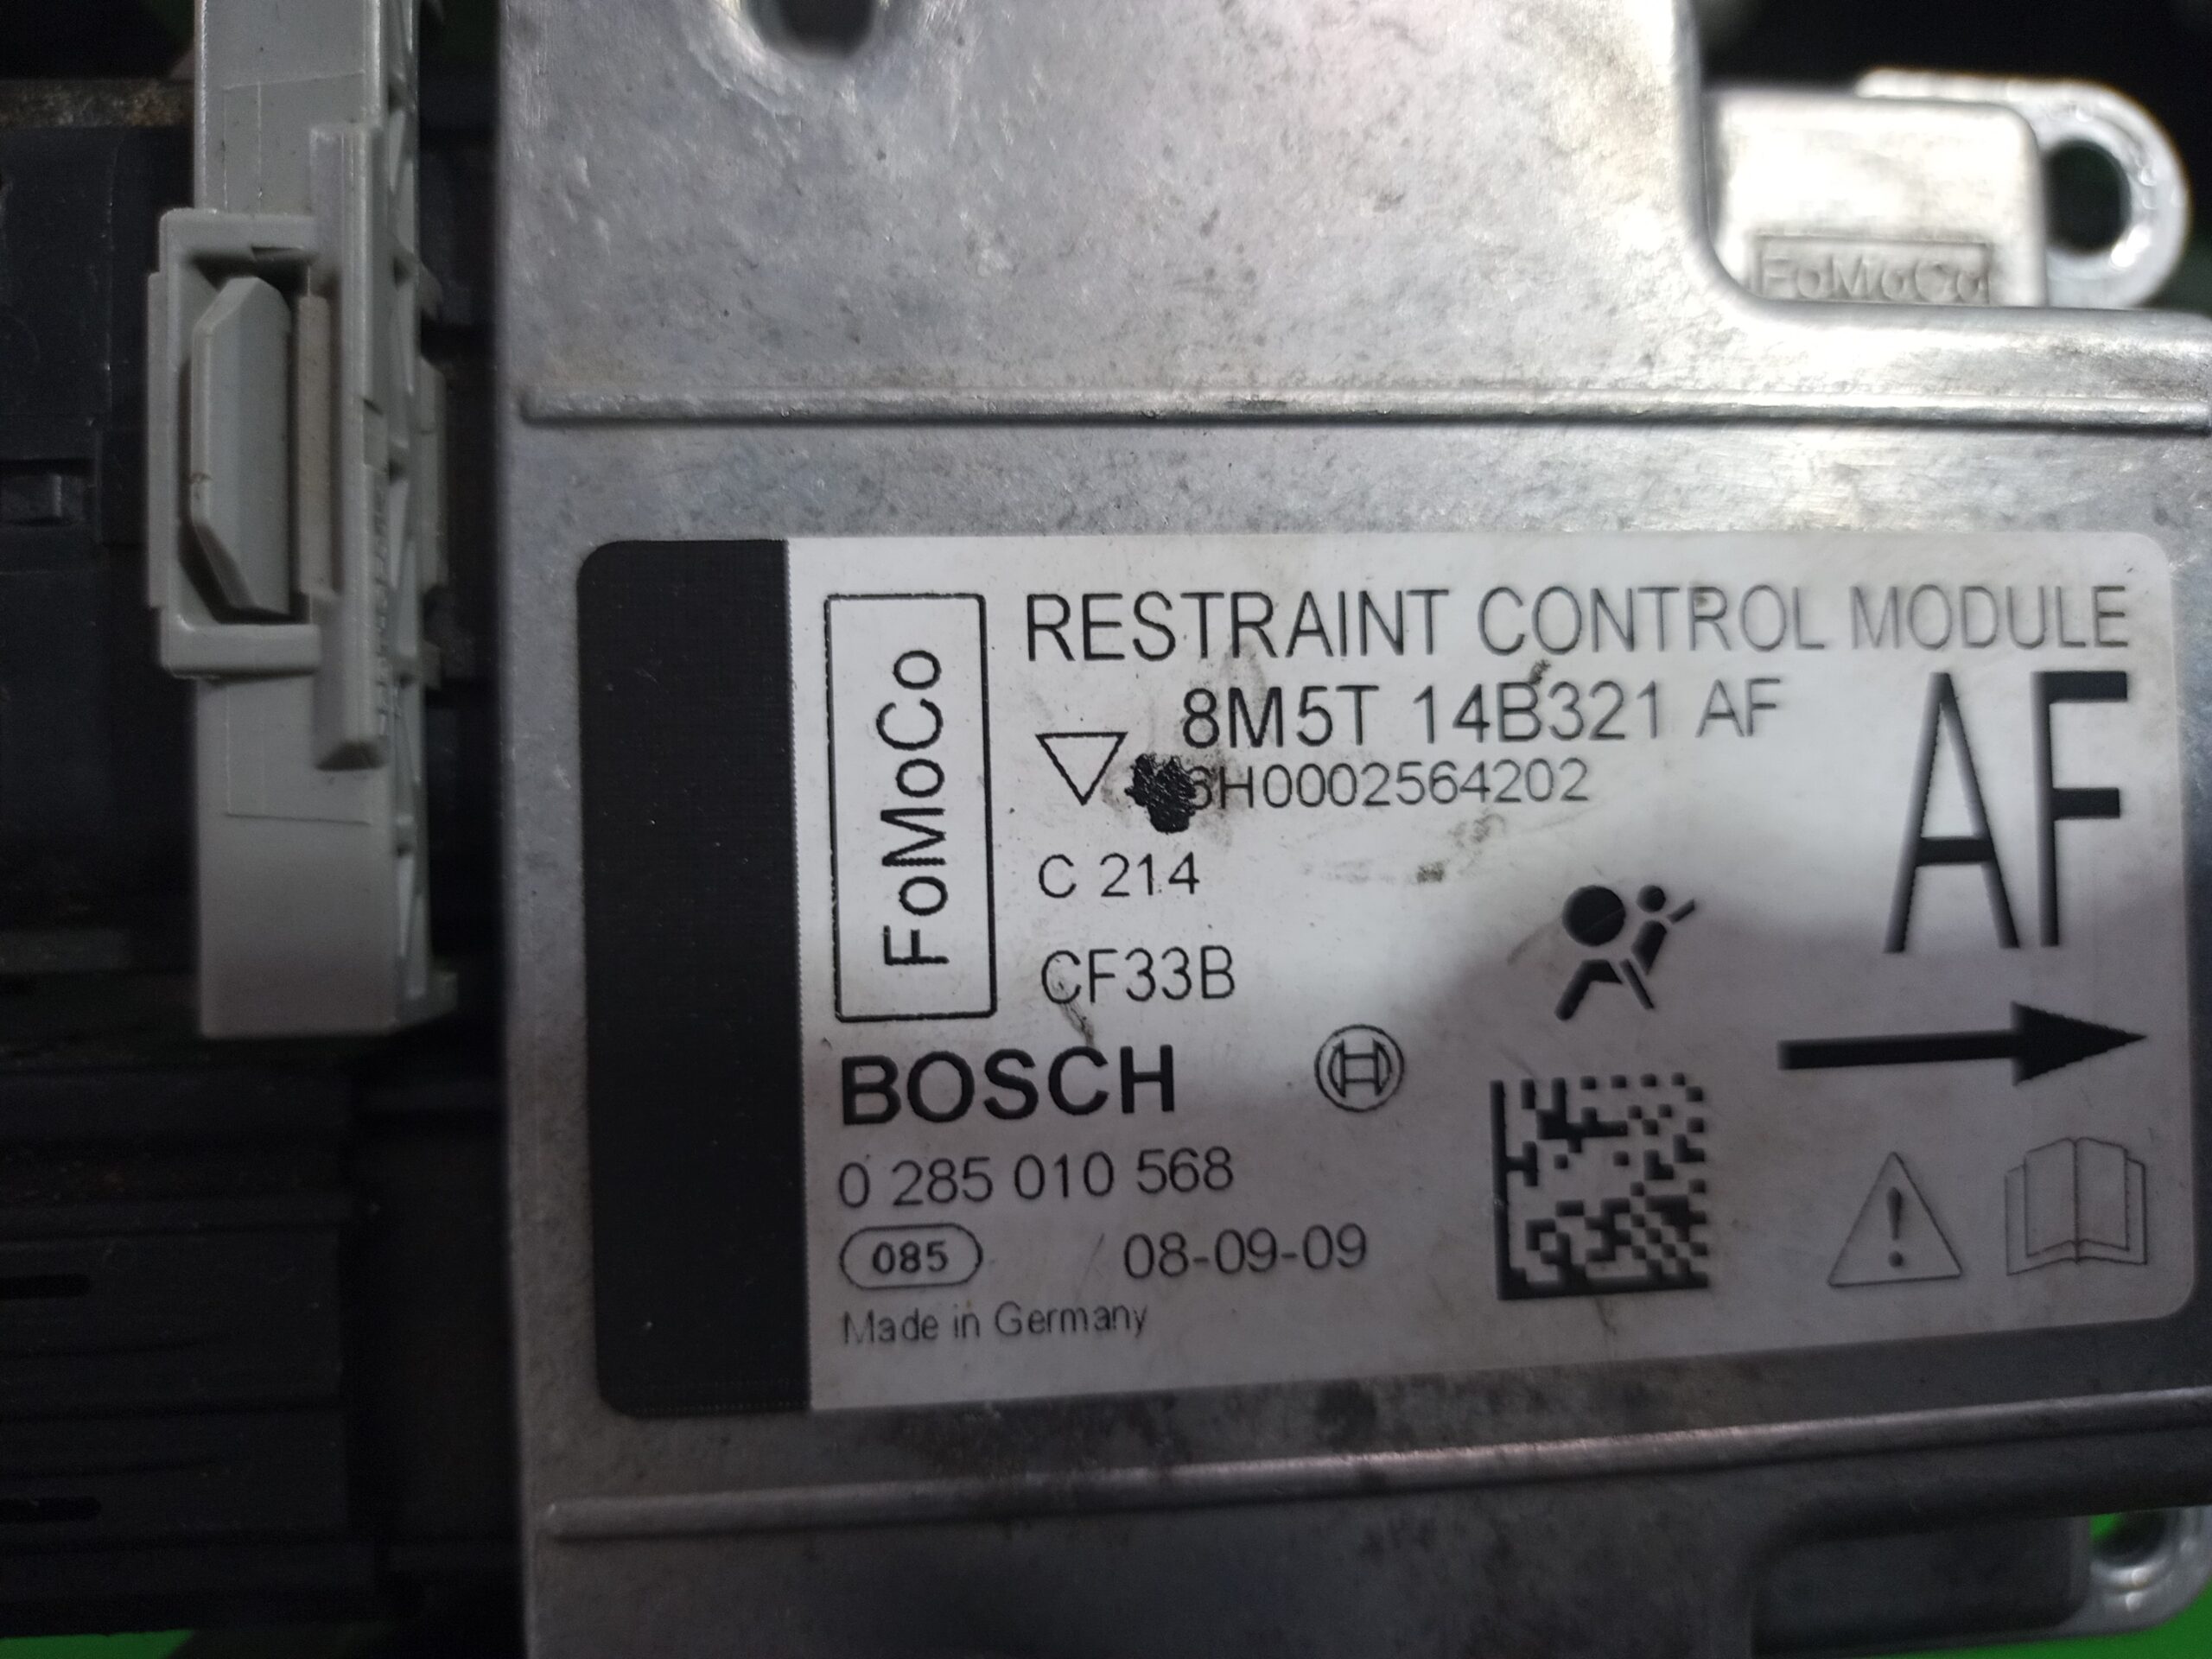 FoMoCo
RESTRAINT CONTROL MODULE
8M5T 14B321 AF
AF
FoMoCo
C 214
CF33B
BOSCH
0 285 010 568
085
08-09-09
Made in Germany